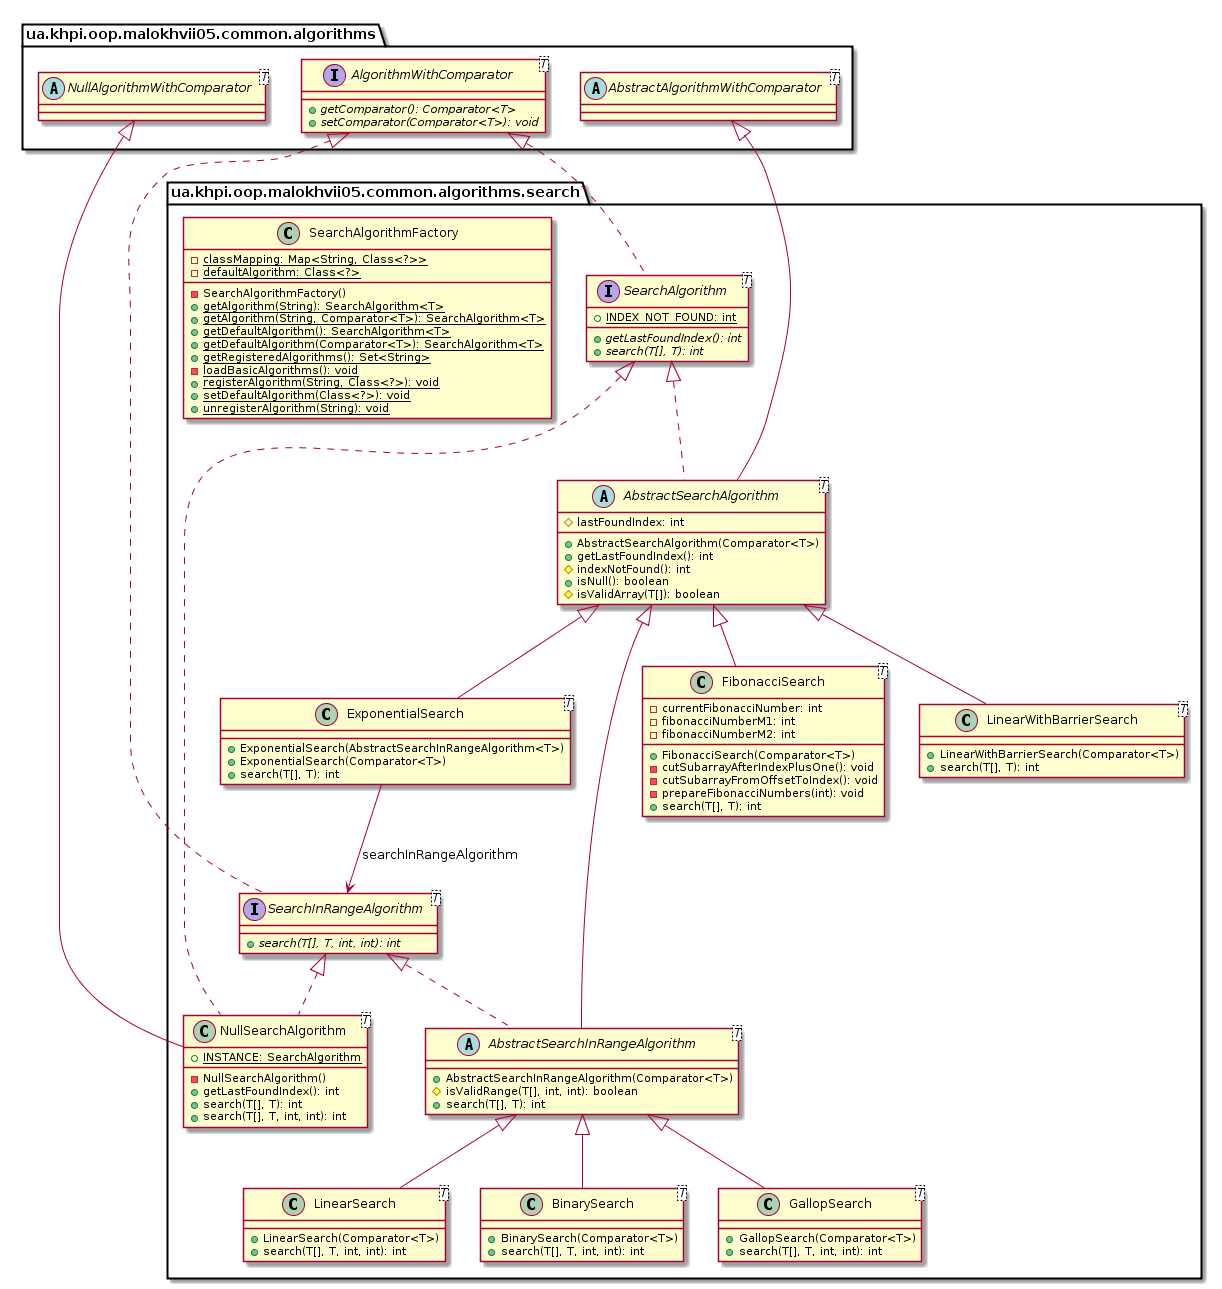 ua.khpi.oop.malokhvii05.common.algorithms
A NullAlgorithmWithComparator T
I AlgorithmWithComparator T
getComparator(): Comparator<T>
setComparator(Comparator<T>): void
A AbstractAlgorithmWithComparator T
ua.khpi.oop.malokhvii05.common.algorithms.search
C SearchAlgorithmFactory
classMapping: Map<String, Class<?>>
defaultAlgorithm: Class<?>
SearchAlgorithmFactory()
getAlgorithm(String): SearchAlgorithm<T>
getAlgorithm(String, Comparator<T>): SearchAlgorithm<T>
getDefaultAlgorithm(): SearchAlgorithm<T>
getDefaultAlgorithm(Comparator<T>): SearchAlgorithm<T>
getRegisteredAlgorithms(): Set<String>
loadBasicAlgorithms(): void
registerAlgorithm(String, Class<?>): void
setDefaultAlgorithm(Class<?>): void
unregisterAlgorithm(String): void
I SearchAlgorithm T
INDEX_NOT_FOUND: int
getLastFoundIndex(): int
search(T[], T): int
A AbstractSearchAlgorithm T
lastFoundIndex: int
AbstractSearchAlgorithm(Comparator<T>)
getLastFoundIndex(): int
indexNotFound(): int
isNull(): boolean
isValidArray(T[]): boolean
C ExponentialSearch T
ExponentialSearch(AbstractSearchInRangeAlgorithm<T>)
ExponentialSearch(Comparator<T>)
search(T[], T): int
C FibonacciSearch T
currentFibonacciNumber: int
fibonacciNumberM1: int
fibonacciNumberM2: int
FibonacciSearch(Comparator<T>)
cutSubarrayAfterIndexPlusOne(): void
cutSubarrayFromOffsetToIndex(): void
prepareFibonacciNumbers(int): void
search(T[], T): int
C LinearWithBarrierSearch T
LinearWithBarrierSearch(Comparator<T>)
search(T[], T): int
searchInRangeAlgorithm
I SearchInRangeAlgorithm T
search(T[], T, int, int): int
C NullSearchAlgorithm T
INSTANCE: SearchAlgorithm
NullSearchAlgorithm()
getLastFoundIndex(): int
search(T[], T): int
search(T[], T, int, int): int
A AbstractSearchInRangeAlgorithm T
AbstractSearchInRangeAlgorithm(Comparator<T>)
isValidRange(T[], int, int): boolean
search(T[], T): int
C LinearSearch T
LinearSearch(Comparator<T>)
search(T[], T, int, int): int
C BinarySearch T
BinarySearch(Comparator<T>)
search(T[], T, int, int): int
C GallopSearch T
GallopSearch(Comparator<T>)
search(T[], T, int, int): int